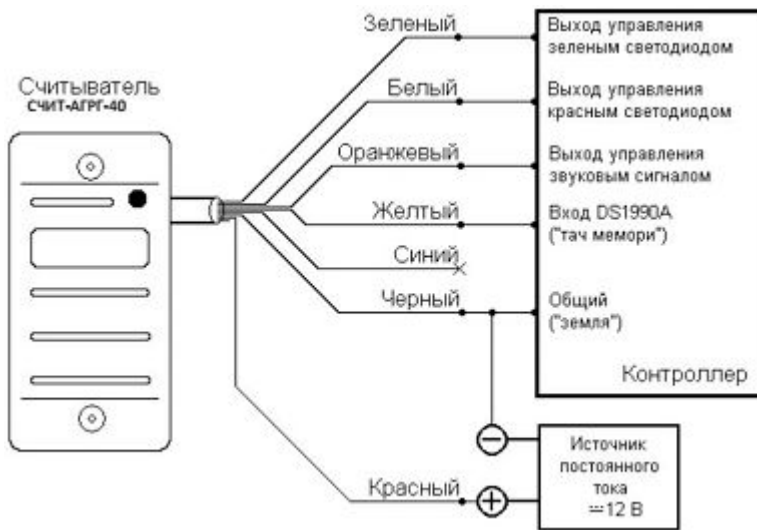 Считыватель
СЧИТ-АГРГ-40
Зеленый
Белый
Оранжевый
Желтый
Синий
Черный
Красный
Выход управления
зеленым светодиодом
Выход управления
красным светодиодом
Выход управления
звуковым сигналом
Вход DS1990A
("тач мемори")
Общий
("земля")
Контроллер
Источник
постоянного
тока
⎓12 В